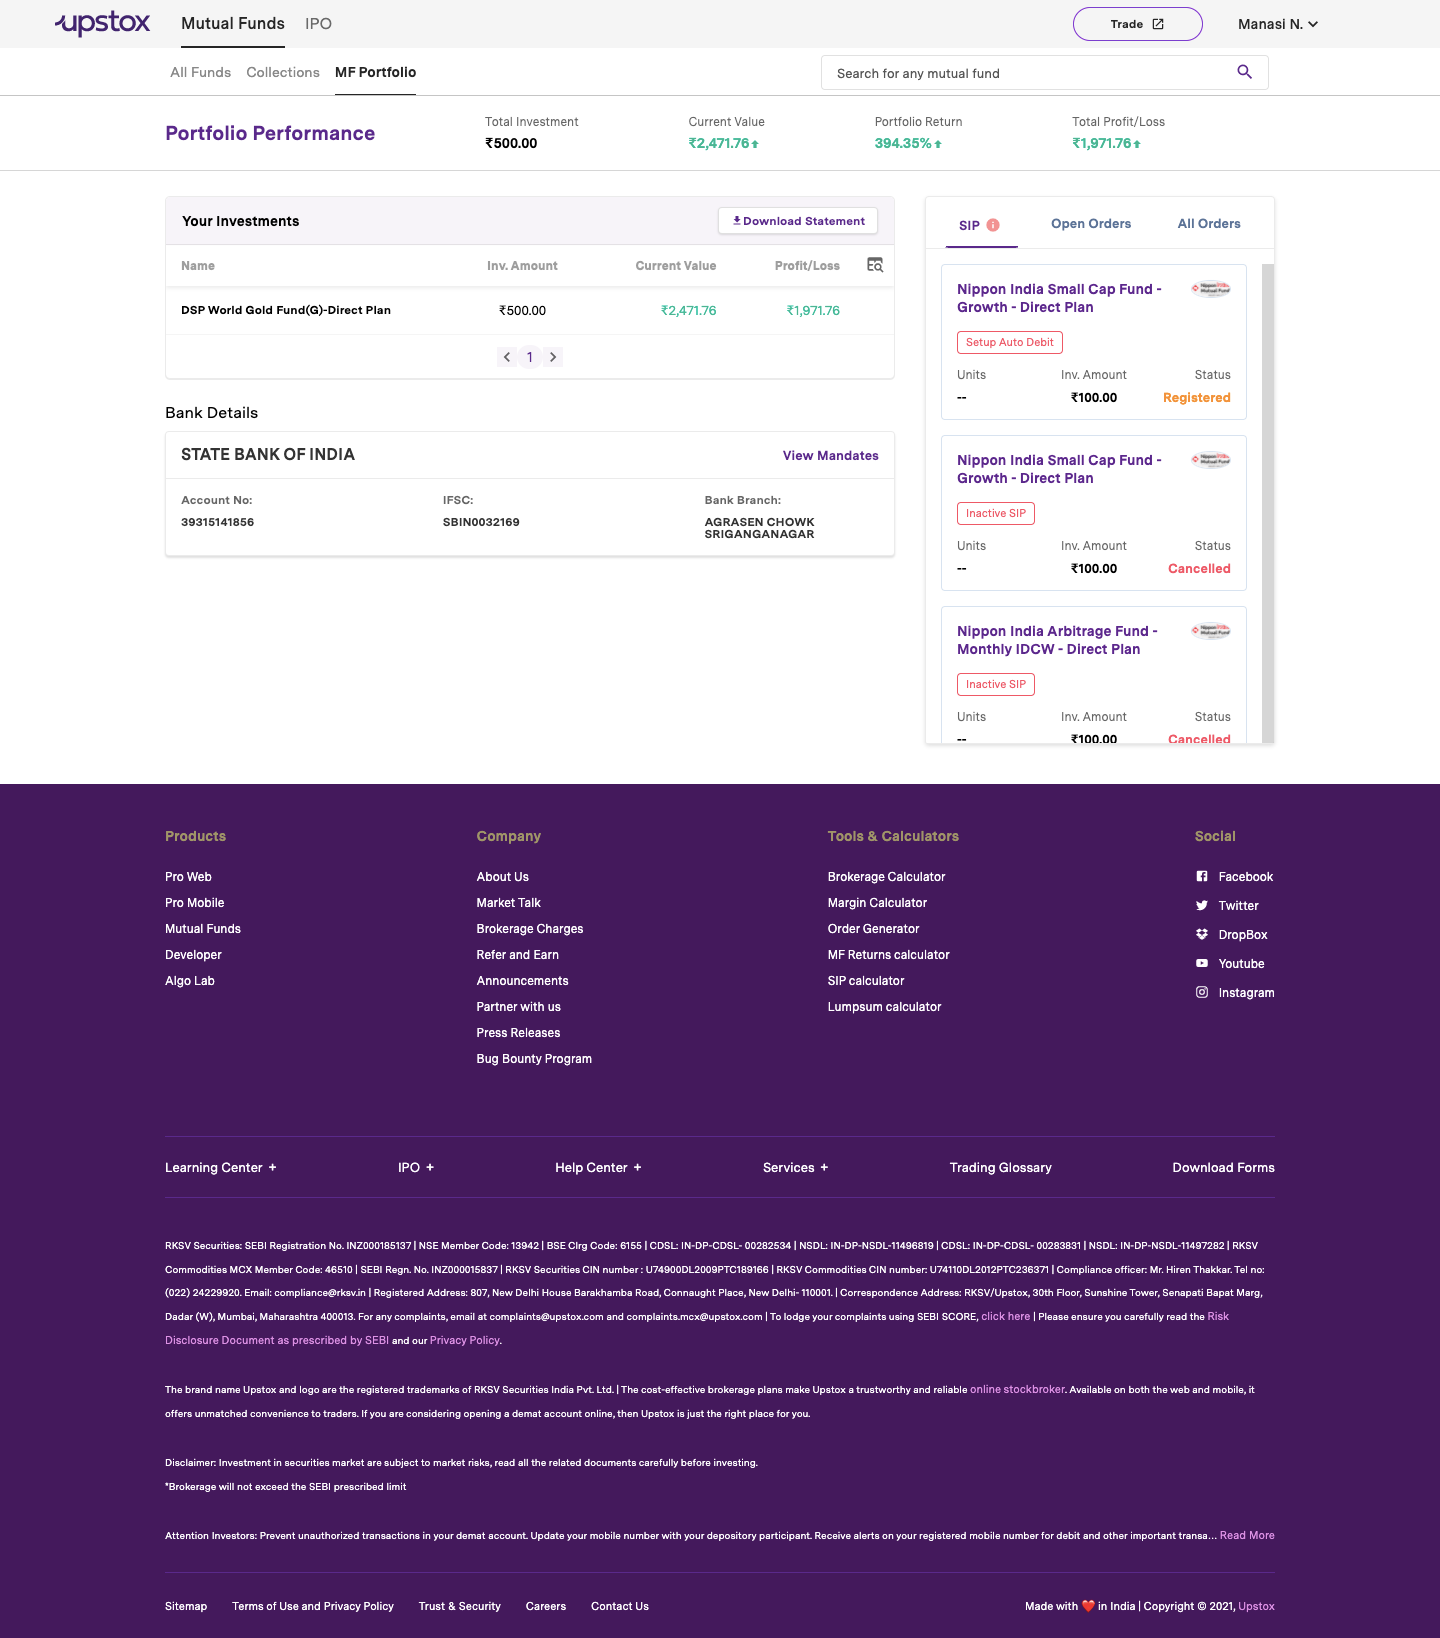 upstox
Mutual Funds IPO
Trade
Manasi N.
All Funds Collections MF Portfolio
Search for any mutual fund
Portfolio Performance
Total Investment
₹500.00
Current Value
₹2,471.76
Portfolio Return
394.35%
Total Profit/Loss
₹1,971.76
Your investments
Download Statement
Name Inv. Amount Current Value Profit/Loss
DSP World Gold Fund(G)-Direct Plan ₹500.00 ₹2,471.76 ₹1,971.76
1
Bank Details
STATE BANK OF INDIA
View Mandates
Account No: IFSC: Bank Branch:
39315141856 SBIN0032169 AGRASEN CHOWK
SRIGANGANAGAR
SIP Open Orders All Orders
Nippon India Small Cap Fund -
Growth - Direct Plan
Setup Auto Debit
Units Inv. Amount Status
-- ₹100.00 Registered
Nippon India Small Cap Fund -
Growth - Direct Plan
Inactive SIP
Units Inv. Amount Status
-- ₹100.00 Cancelled
Nippon India Arbitrage Fund -
Monthly IDCW - Direct Plan
Inactive SIP
Units Inv. Amount Status
-- ₹100.00 Cancelled
Products
Pro Web
Pro Mobile
Mutual Funds
Developer
Algo Lab
Company
About Us
Market Talk
Brokerage Charges
Refer and Earn
Announcements
Partner with us
Press Releases
Bug Bounty Program
Tools & Calculators
Brokerage Calculator
Margin Calculator
Order Generator
MF Returns calculator
SIP calculator
Lumpsum calculator
Social
Facebook
Twitter
DropBox
Youtube
Instagram
Learning Center + IPO + Help Center + Services + Trading Glossary Download Forms
RKSV Securities: SEBI Registration No. INZ000185137 | NSE Member Code: 13942 | BSE Clrg Code: 6155 | CDSL: IN-DP-CDSL- 00282534 | NSDL: IN-DP-NSDL-11496819 | CDSL: IN-DP-CDSL- 00283831 | NSDL: IN-DP-NSDL-11497282 | RKSV
Commodities MCX Member Code: 46510 | SEBI Regn. No. INZ000015837 | RKSV Securities CIN number : U74900DL2009PTC189166 | RKSV Commodities CIN number: U74110DL2012PTC236371 | Compliance officer: Mr. Hiren Thakkar. Tel no:
(022) 24229920. Email: compliance@rksv.in | Registered Address: 807, New Delhi House Barakhamba Road, Connaught Place, New Delhi- 110001. | Correspondence Address: RKSV/Upstox, 30th Floor, Sunshine Tower, Senapati Bapat Marg,
Dadar (W), Mumbai, Maharashtra 400013. For any complaints, email at complaints@upstox.com and complaints.mcx@upstox.com | To lodge your complaints using SEBI SCORE, click here | Please ensure you carefully read the Risk
Disclosure Document as prescribed by SEBI and our Privacy Policy.
The brand name Upstox and logo are the registered trademarks of RKSV Securities India Pvt. Ltd. | The cost-effective brokerage plans make Upstox a trustworthy and reliable online stockbroker. Available on both the web and mobile, it
offers unmatched convenience to traders. If you are considering opening a demat account online, then Upstox is just the right place for you.
Disclaimer: Investment in securities market are subject to market risks, read all the related documents carefully before investing.
*Brokerage will not exceed the SEBI prescribed limit
Attention Investors: Prevent unauthorized transactions in your demat account. Update your mobile number with your depository participant. Receive alerts on your registered mobile number for debit and other important transa... Read More
Sitemap Terms of Use and Privacy Policy Trust & Security Careers Contact Us
Made with ❤️ in India | Copyright © 2021, Upstox